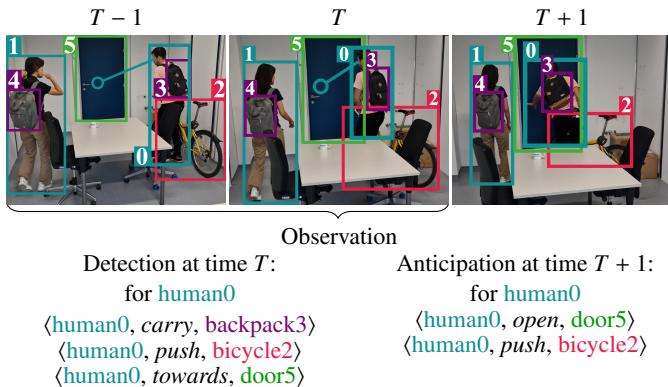 T − 1 T T + 1
1 5 3 2 4 0
1 5 0 3 4 2
1 5 0 3 4 2
Observation
Detection at time T:
for human0
⟨human0, carry, backpack3⟩
⟨human0, push, bicycle2⟩
⟨human0, towards, door5⟩
Anticipation at time T + 1:
for human0
⟨human0, open, door5⟩
⟨human0, push, bicycle2⟩